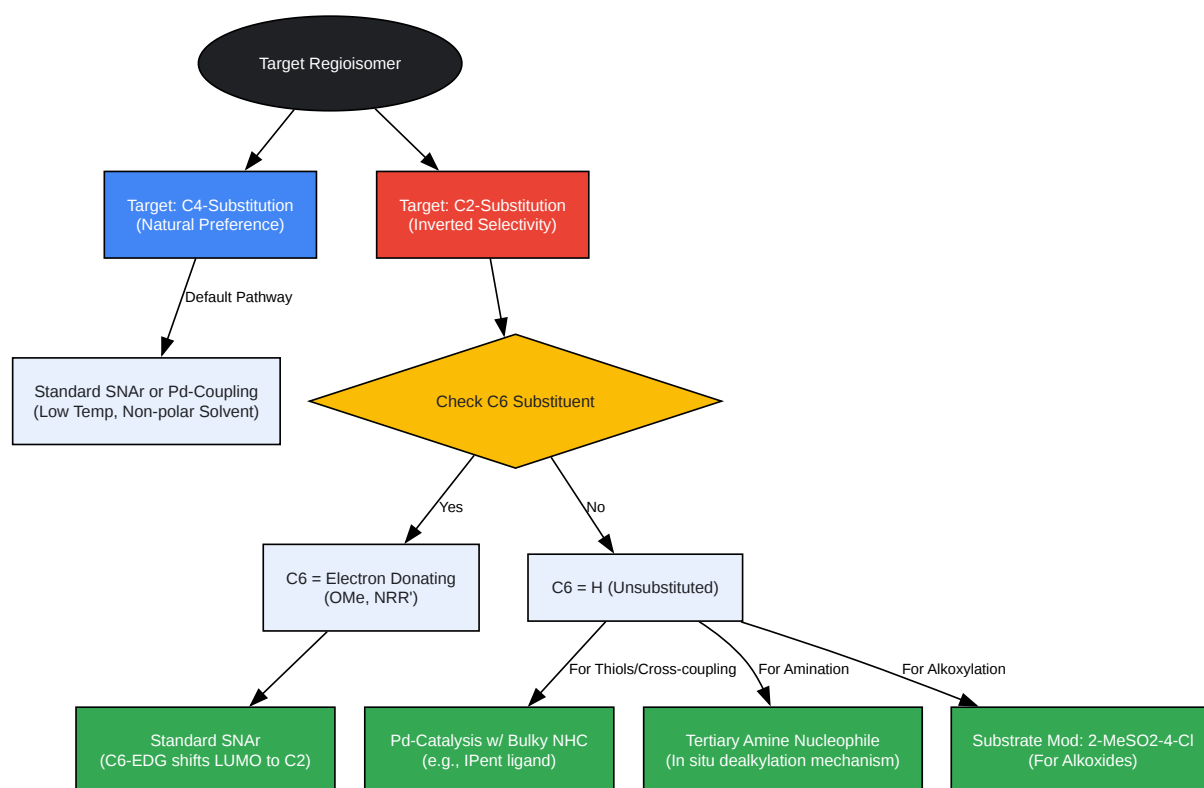 Target Regioisomer
Target: C4-Substitution
(Natural Preference)
Target: C2-Substitution
(Inverted Selectivity)
Default Pathway
Standard SNAr or Pd-Coupling
(Low Temp, Non-polar Solvent)
Check C6 Substituent
Yes
No
C6 = Electron Donating
(OMe, NRR')
C6 = H (Unsubstituted)
For Thiols/Cross-coupling
For Amination
For Alkoxylation
Standard SNAr
(C6-EDG shifts LUMO to C2)
Pd-Catalysis w/ Bulky NHC
(e.g., IPent ligand)
Tertiary Amine Nucleophile
(In situ dealkylation mechanism)
Substrate Mod: 2-MeSO2-4-Cl
(For Alkoxides)